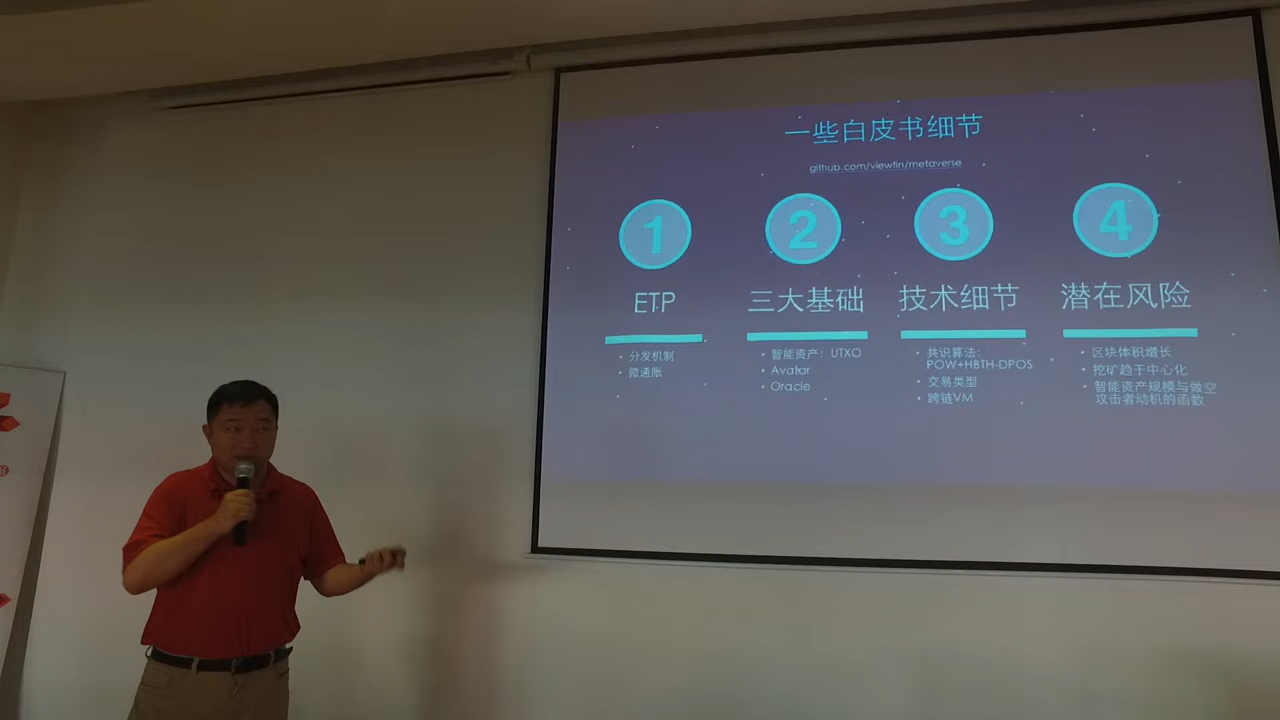 一些白皮书细节
github.com/viewfin/metaverse
1
ETP
• 分发机制
• 微通胀
2
三大基础
• 智能资产：UTXO
• Avatar
• Oracle
3
技术细节
• 共识算法：
POW+HBTH-DPOS
• 交易类型
• 跨链VM
4
潜在风险
• 区块体积增长
• 挖矿趋于中心化
• 智能资产规模与做空
攻击者动机的函数